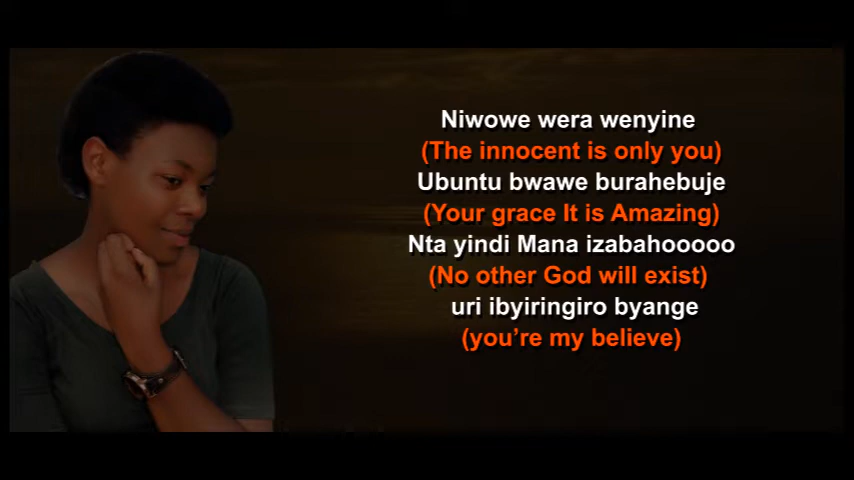 Niwowe wera wenyine
(The innocent is only you)
Ubuntu bwawe burahebuje
(Your grace It is Amazing)
Nta yindi Mana izabahooooo
(No other God will exist)
uri ibyiringiro byange
(you're my believe)